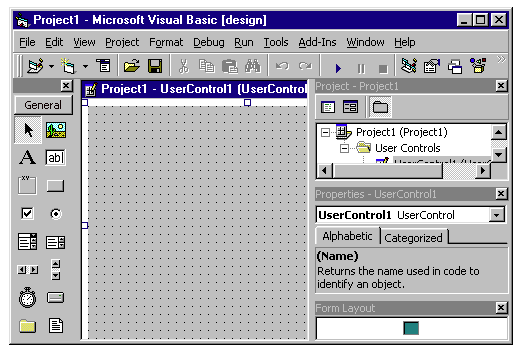 Project1 - Microsoft Visual Basic [design]
File Edit View Project Format Debug Run Tools Add-Ins Window Help
General
A ab|
xv
Project1 - UserControl1 (UserControl
Project - Project1
Project1 (Project1)
User Controls
Properties - UserControl1
UserControl1 UserControl
Alphabetic Categorized
(Name)
Returns the name used in code to
identify an object.
Form Layout